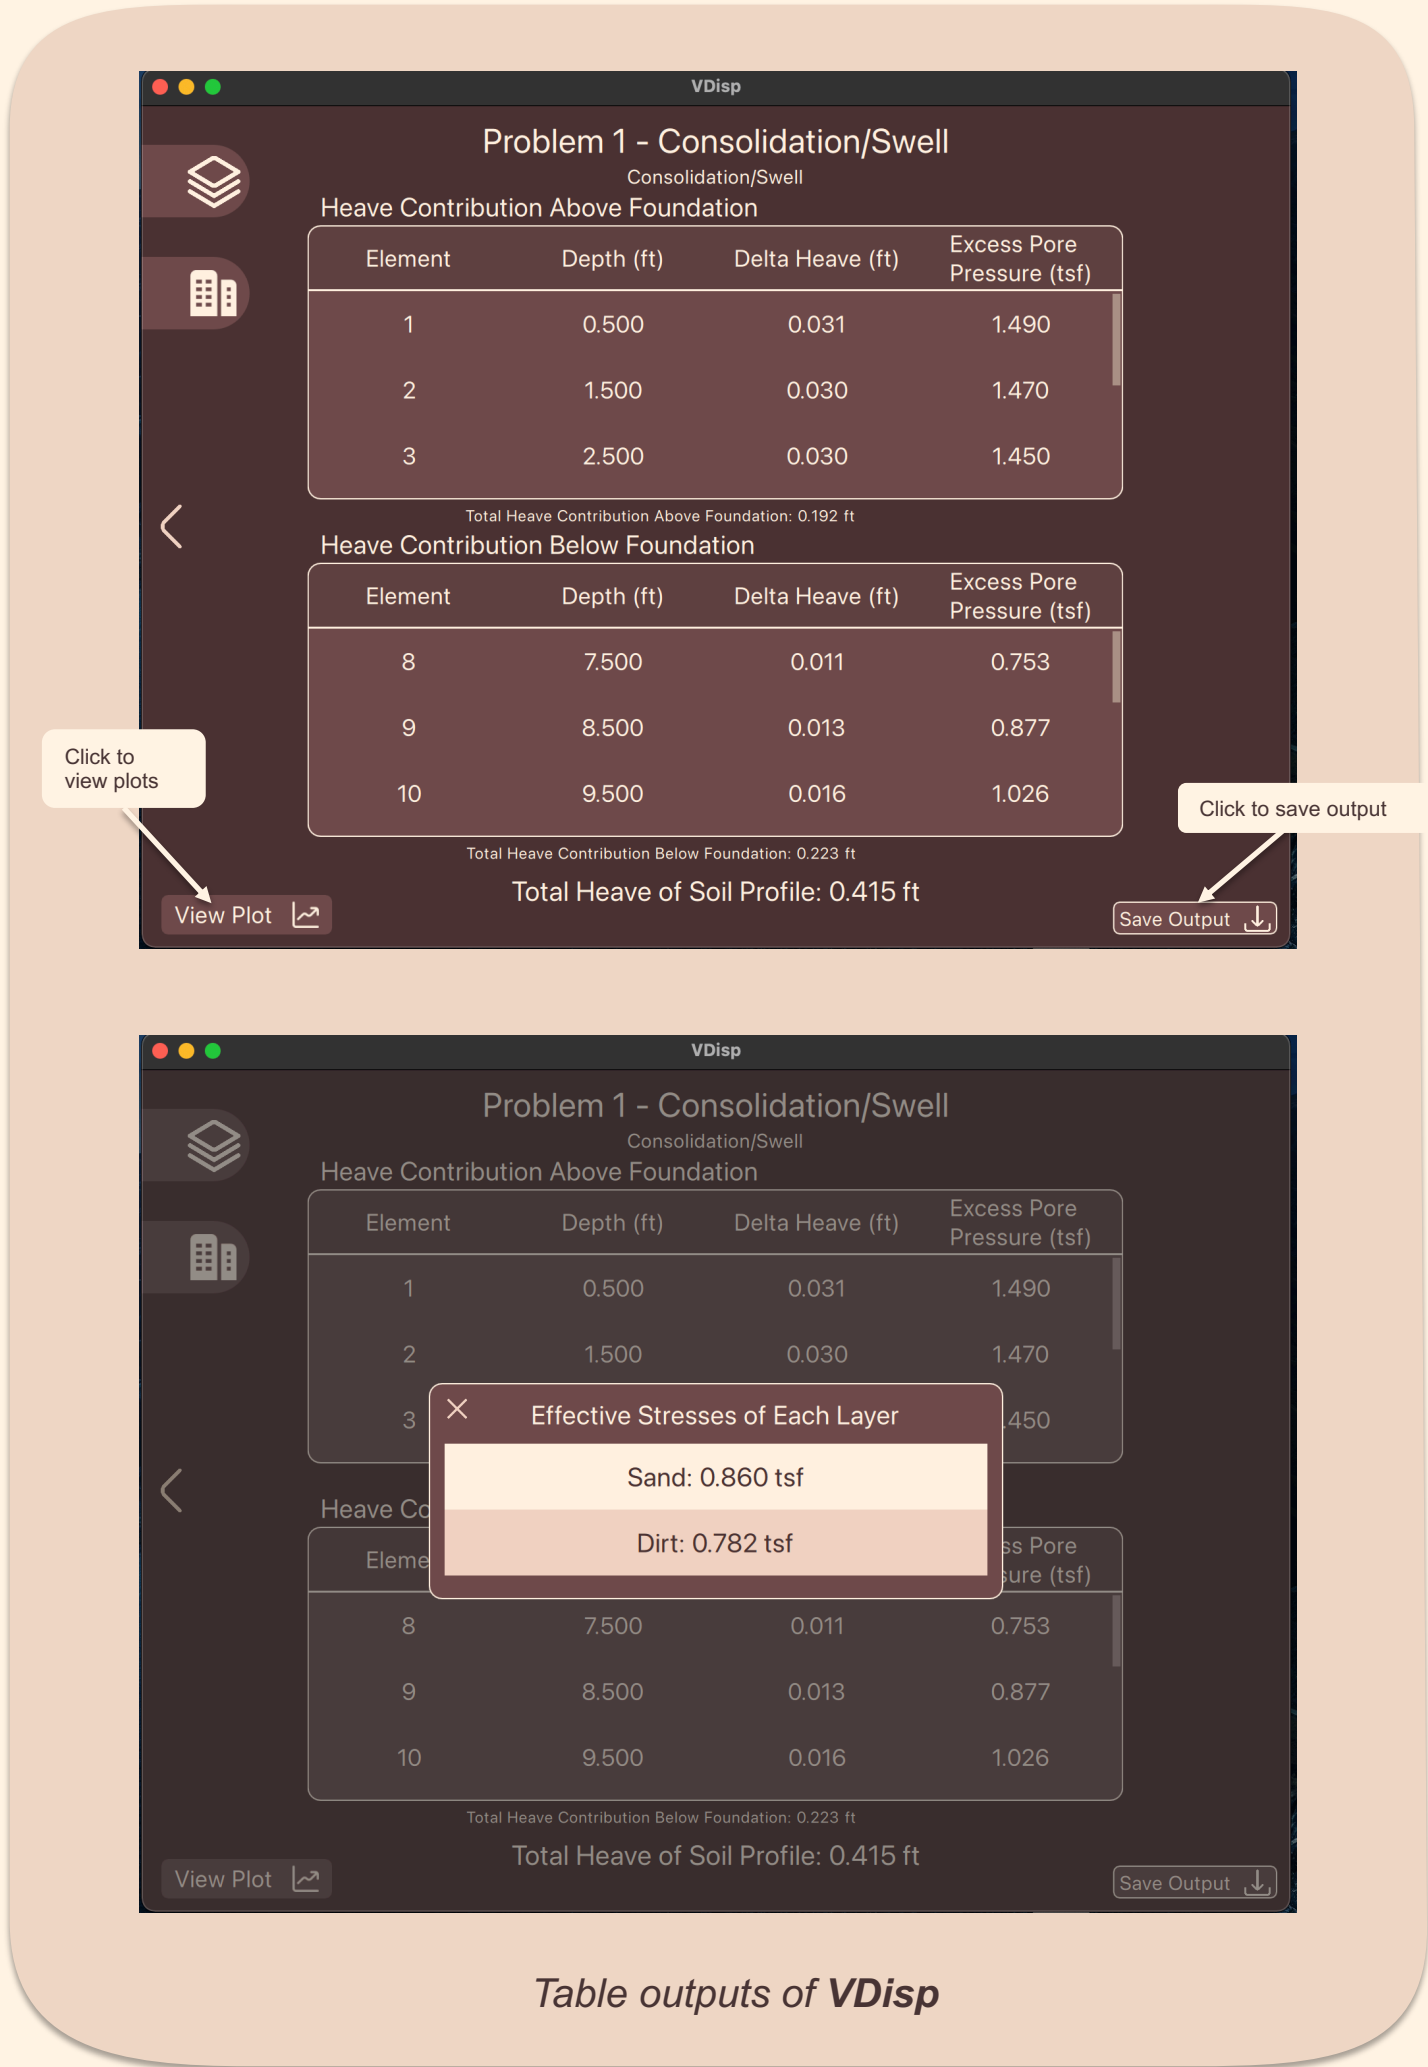 VDisp
Problem 1 - Consolidation/Swell
Consolidation/Swell
Heave Contribution Above Foundation
Element Depth (ft) Delta Heave (ft) Excess Pore Pressure (tsf)
1 0.500 0.031 1.490
2 1.500 0.030 1.470
3 2.500 0.030 1.450
Total Heave Contribution Above Foundation: 0.192 ft
Heave Contribution Below Foundation
Element Depth (ft) Delta Heave (ft) Excess Pore Pressure (tsf)
8 7.500 0.011 0.753
9 8.500 0.013 0.877
10 9.500 0.016 1.026
Click to
view plots
Click to save output
Total Heave Contribution Below Foundation: 0.223 ft
Total Heave of Soil Profile: 0.415 ft
View Plot
Save Output
VDisp
Problem 1 - Consolidation/Swell
Consolidation/Swell
Heave Contribution Above Foundation
Element Depth (ft) Delta Heave (ft) Excess Pore Pressure (tsf)
1 0.500 0.031 1.490
2 1.500 0.030 1.470
3 .450
Effective Stresses of Each Layer
Sand: 0.860 tsf
Dirt: 0.782 tsf
Heave Co
Eleme ss Pore sure (tsf)
8 7.500 0.011 0.753
9 8.500 0.013 0.877
10 9.500 0.016 1.026
Total Heave Contribution Below Foundation: 0.223 ft
Total Heave of Soil Profile: 0.415 ft
View Plot
Save Output
Table outputs of VDisp